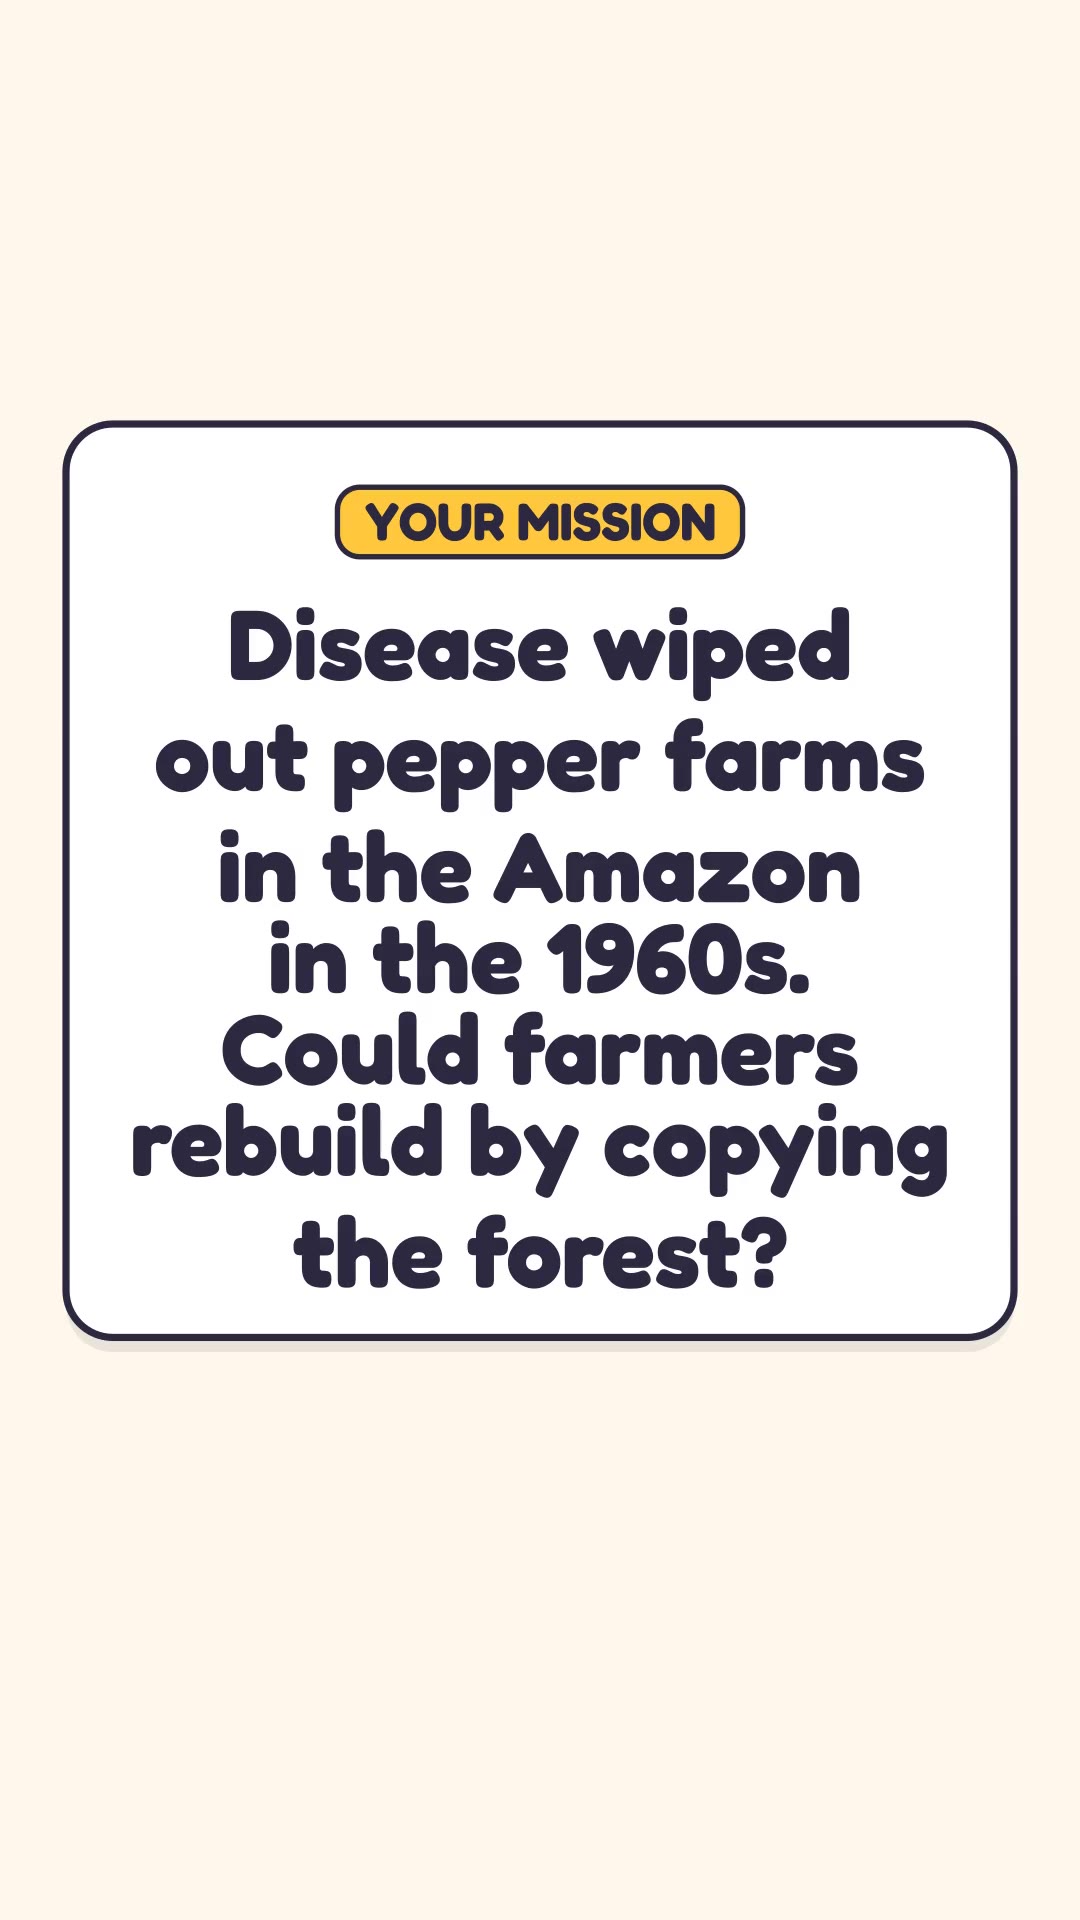 YOUR MISSION
Disease wiped
out pepper farms
in the Amazon
in the 1960s.
Could farmers
rebuild by copying
the forest?